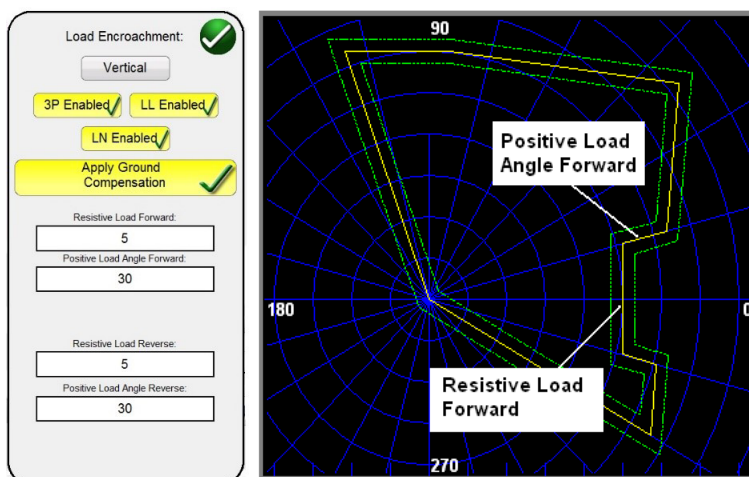 Load Encroachment:
Vertical
3P Enabled
LL Enabled
LN Enabled
Apply Ground
Compensation
Resistive Load Forward:
5
Positive Load Angle Forward:
30
Resistive Load Reverse:
5
Positive Load Angle Reverse:
30
90
Positive Load
Angle Forward
180
0
Resistive Load
Forward
270